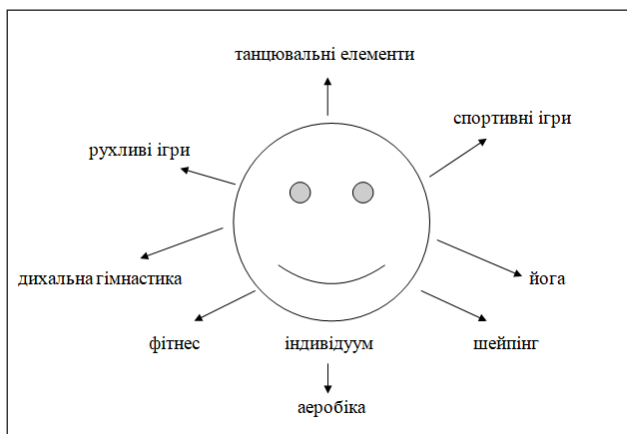 танцювальні елементи
спортивні ігри
рухливі ігри
дихальна гімнастика
йога
фітнес
індивідуум
шейпінг
аеробіка